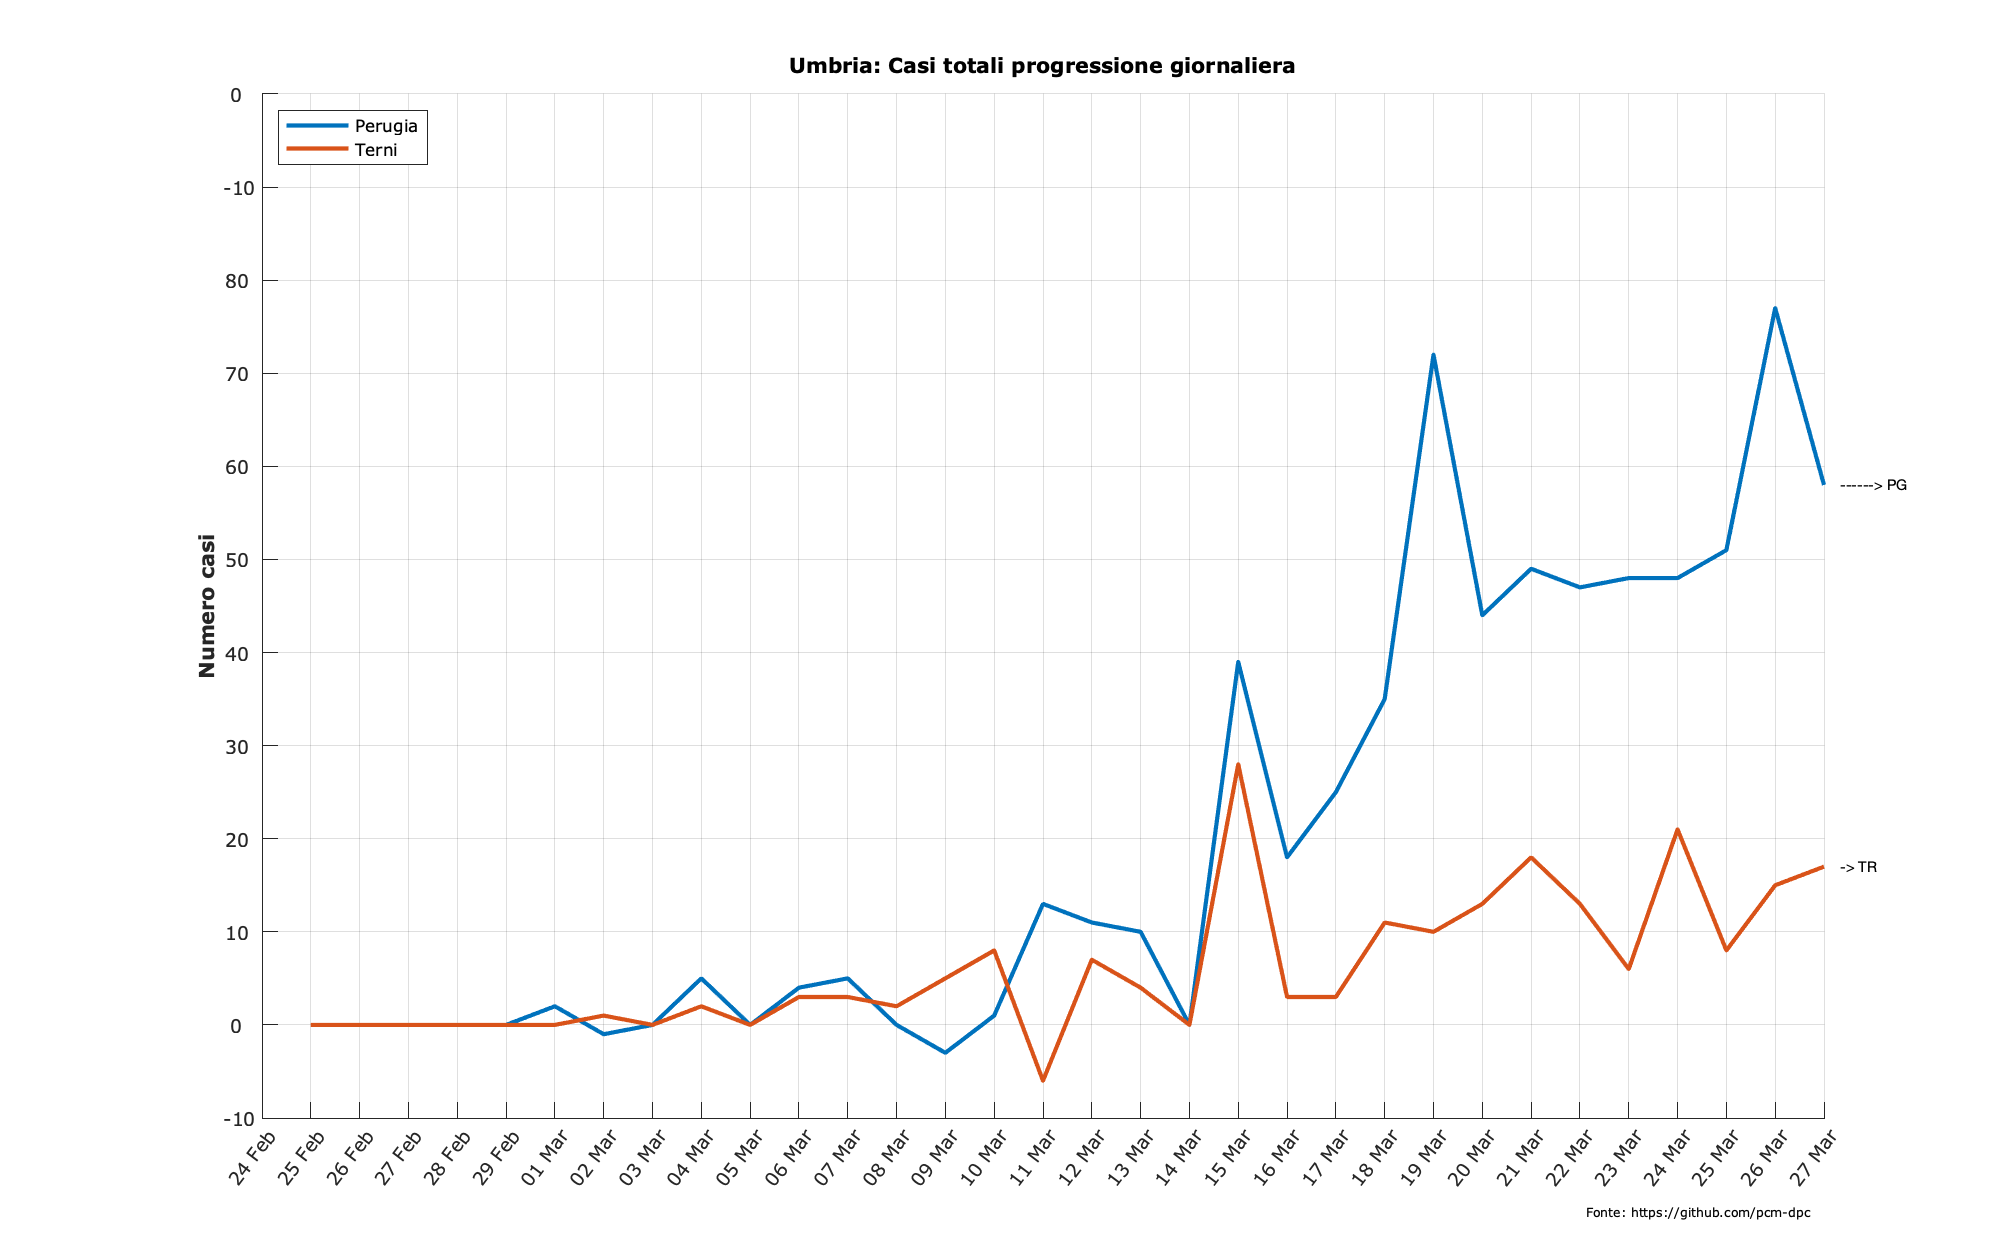 Umbria: Casi totali progressione giornaliera
Perugia
Terni
0
-10
80
70
60
50
40
30
20
10
0
-10
Numero casi
------> PG
-> TR
24 Feb
25 Feb
26 Feb
27 Feb
28 Feb
29 Feb
01 Mar
02 Mar
03 Mar
04 Mar
05 Mar
06 Mar
07 Mar
08 Mar
09 Mar
10 Mar
11 Mar
12 Mar
13 Mar
14 Mar
15 Mar
16 Mar
17 Mar
18 Mar
19 Mar
20 Mar
21 Mar
22 Mar
23 Mar
24 Mar
25 Mar
26 Mar
27 Mar
Fonte: https://github.com/pcm-dpc